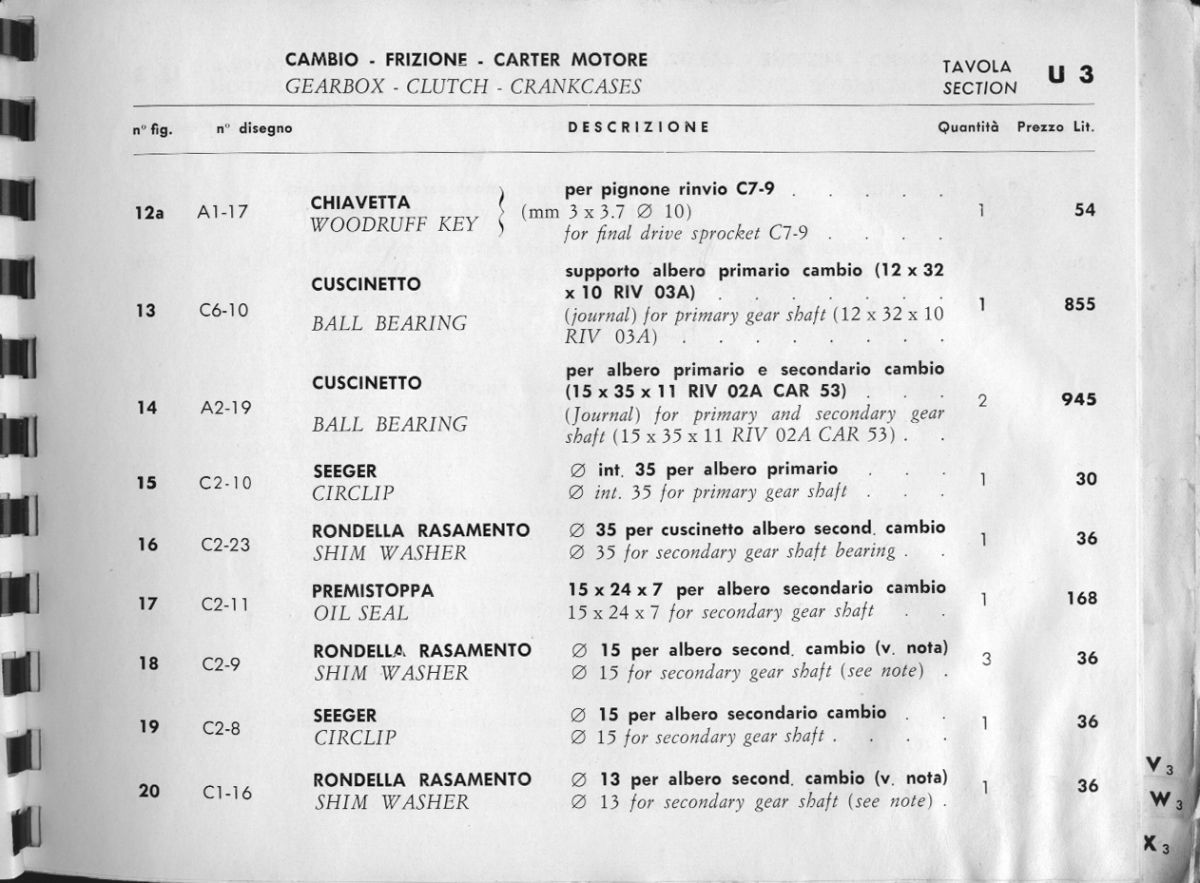 CAMBIO - FRIZIONE - CARTER MOTORE
GEARBOX - CLUTCH - CRANKCASES
TAVOLA
SECTION
U 3
n° fig. n° disegno DESCRIZIONE Quantità Prezzo Lit.
12a A1-17 CHIAVETTA
WOODRUFF KEY
per pignone rinvio C7-9 . . . . .
(mm 3 x 3.7 Ø 10)
for final drive sprocket C7-9 . . . .
1 54
13 C6-10 CUSCINETTO
BALL BEARING
supporto albero primario cambio (12 x 32
x 10 RIV 03A) . . . . . . .
(journal) for primary gear shaft (12 x 32 x 10
RIV 03A) . . . . . . . .
1 855
14 A2-19 CUSCINETTO
BALL BEARING
per albero primario e secondario cambio
(15 x 35 x 11 RIV 02A CAR 53) . . .
(Journal) for primary and secondary gear
shaft (15 x 35 x 11 RIV 02A CAR 53) . .
2 945
15 C2-10 SEEGER
CIRCLIP
Ø int. 35 per albero primario . . .
Ø int. 35 for primary gear shaft . . .
1 30
16 C2-23 RONDELLA RASAMENTO
SHIM WASHER
Ø 35 per cuscinetto albero second. cambio
Ø 35 for secondary gear shaft bearing . .
1 36
17 C2-11 PREMISTOPPA
OIL SEAL
15 x 24 x 7 per albero secondario cambio
15 x 24 x 7 for secondary gear shaft . .
1 168
18 C2-9 RONDELLA RASAMENTO
SHIM WASHER
Ø 15 per albero second. cambio (v. nota)
Ø 15 for secondary gear shaft (see note) .
3 36
19 C2-8 SEEGER
CIRCLIP
Ø 15 per albero secondario cambio . .
Ø 15 for secondary gear shaft . . . .
1 36
20 C1-16 RONDELLA RASAMENTO
SHIM WASHER
Ø 13 per albero second. cambio (v. nota)
Ø 13 for secondary gear shaft (see note) .
1 36
V 3
W 3
X 3